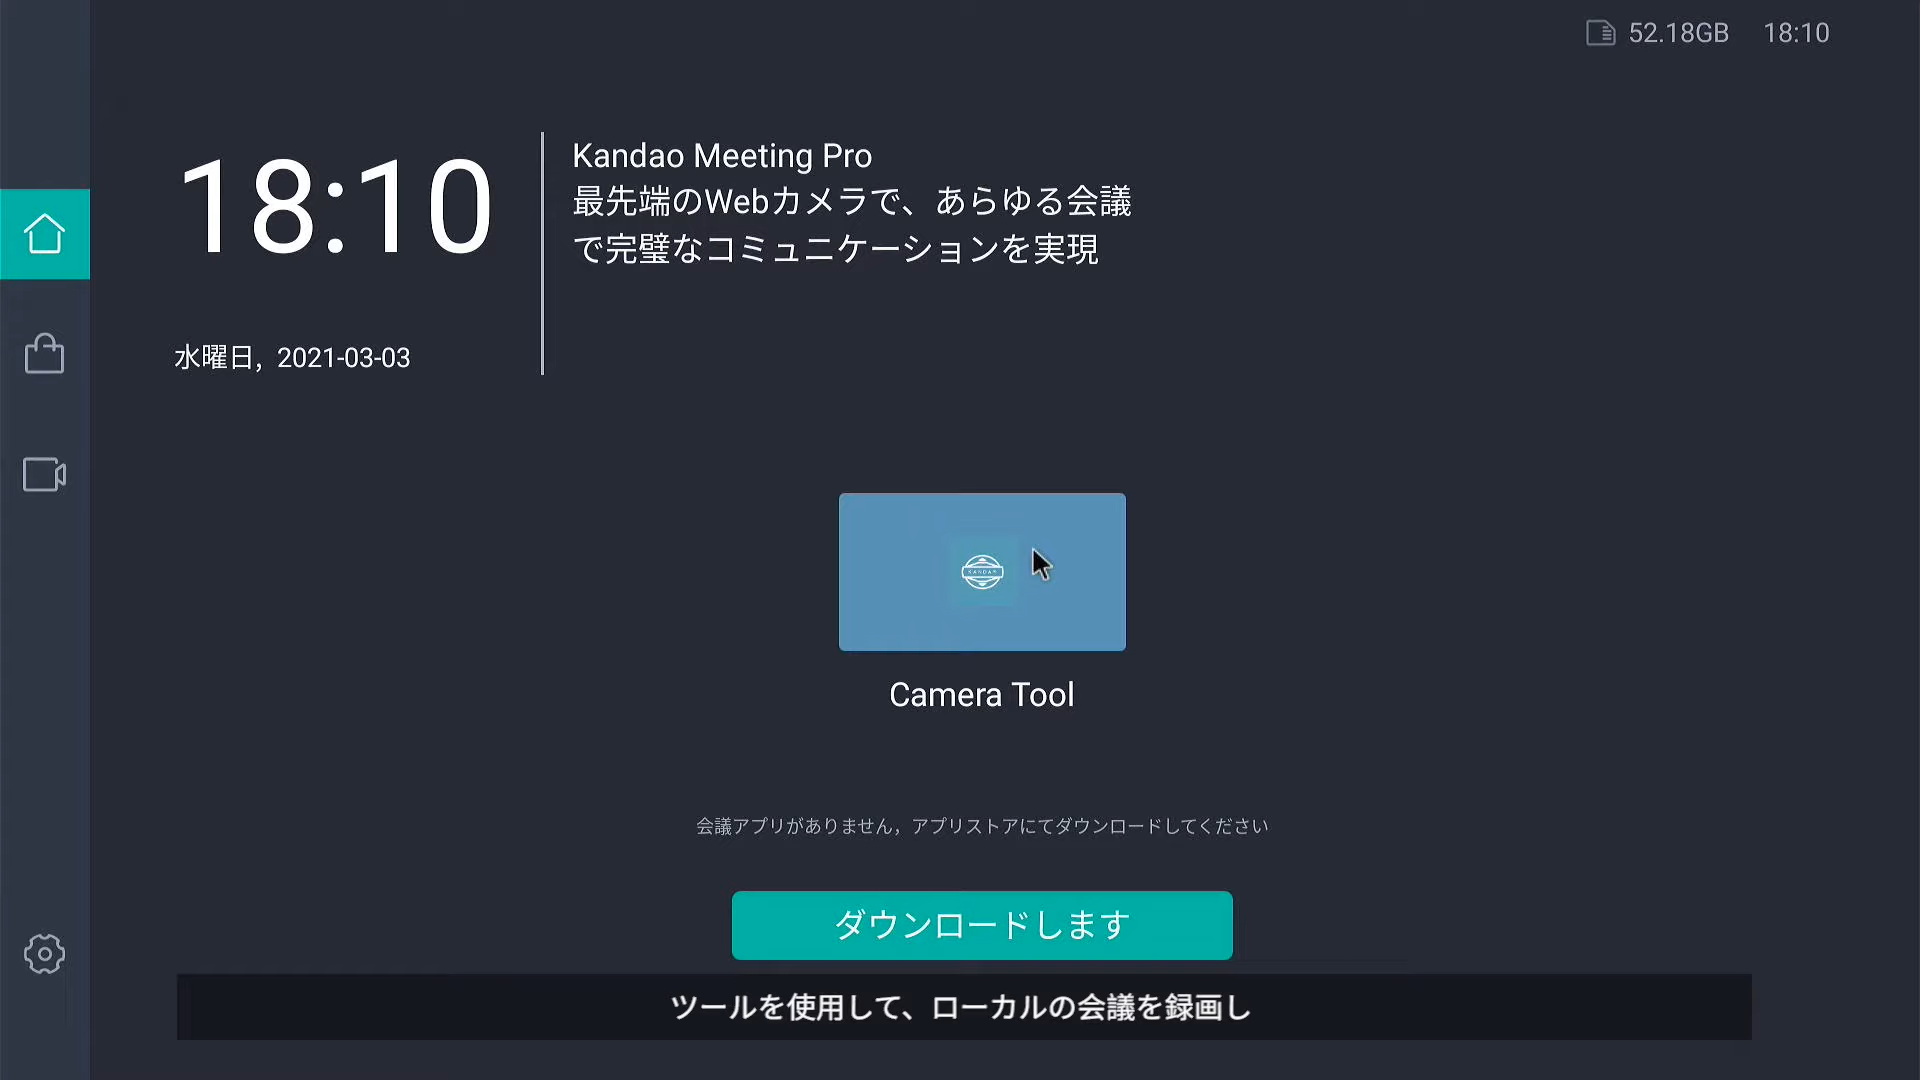 52.18GB 18:10
18:10
Kandao Meeting Pro
最先端のWebカメラで、あらゆる会議
で完璧なコミュニケーションを実現
水曜日, 2021-03-03
KANDAO
Camera Tool
会議アプリがありません，アプリストアにてダウンロードしてください
ダウンロードします
ツールを使用して、ローカルの会議を録画し